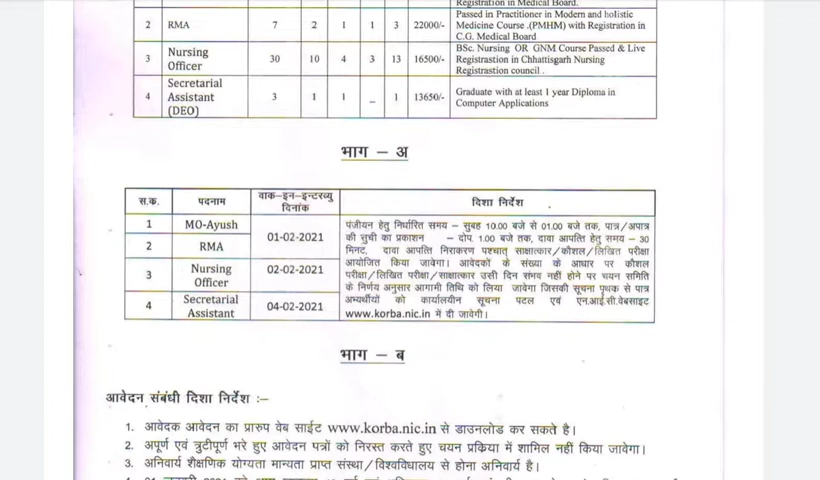 Registration in Medical Board.
2 RMA 7 2 1 1 3 22000/- Passed in Practitioner in Modern and holistic
Medicine Course .(PMHM) with Registration in
C.G. Medical Board
3 Nursing Officer 30 10 4 3 13 16500/- BSc. Nursing OR GNM Course Passed & Live
Registrastion in Chhattisgarh Nursing
Registrastion council .
4 Secretarial Assistant (DEO) 3 1 1 _ 1 13650/- Graduate with at least 1 year Diploma in
Computer Applications
भाग – अ
स.क. पदनाम वाक–इन–इन्टरव्यु दिनांक दिशा निर्देश
1 MO-Ayush 01-02-2021
2 RMA
3 Nursing Officer 02-02-2021
4 Secretarial Assistant 04-02-2021
पंजीयन हेतु निर्धारित समय – सुबह 10.00 बजे से 01.00 बजे तक, पात्र/अपात्र
की सुची का प्रकाशन – दोप. 1.00 बजे तक, दावा आपत्ति हेतु समय – 30
मिनट, दावा आपत्ति निराकरण पश्चात् साक्षात्कार/कौशल/लिखित परीक्षा
आयोजित किया जावेगा। आवेदकों के संख्या के आधार पर कौशल
परीक्षा/लिखित परीक्षा/साक्षात्कार उसी दिन संभव नहीं होने पर चयन समिति
के निर्णय अनुसार आगामी तिथि को लिया जावेगा जिसकी सूचना पृथक से पात्र
अभ्यर्थीयों को कार्यालयीन सूचना पटल एवं एन.आई.सी.वेबसाइट
www.korba.nic.in में दी जावेगी।
भाग – ब
आवेदन संबंधी दिशा निर्देश :–
1. आवेदक आवेदन का प्रारुप वेब साईट www.korba.nic.in से डाउनलोड कर सकते है।
2. अपूर्ण एवं त्रुटीपूर्ण भरे हुए आवेदन पत्रों को निरस्त करते हुए चयन प्रक्रिया में शामिल नहीं किया जावेगा।
3. अनिवार्य शैक्षणिक योग्यता मान्यता प्राप्त संस्था/विश्वविधालय से होना अनिवार्य है।